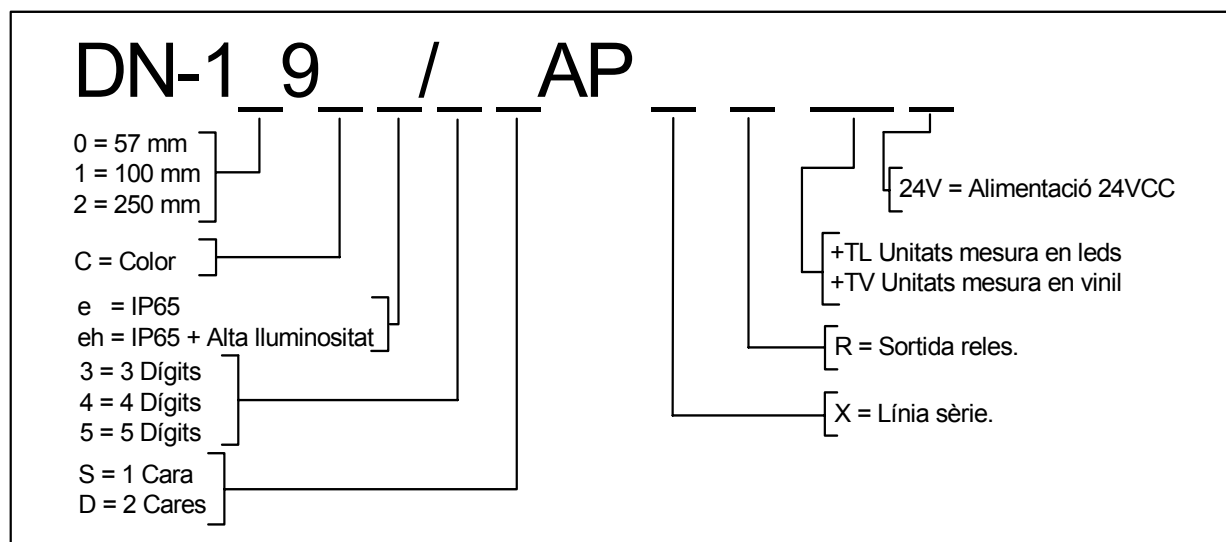 DN-1_9_ _/_ _AP _ _ _ _
0 = 57 mm
1 = 100 mm
2 = 250 mm
C = Color
e = IP65
eh = IP65 + Alta lluminositat
3 = 3 Dígits
4 = 4 Dígits
5 = 5 Dígits
S = 1 Cara
D = 2 Cares
24V = Alimentació 24VCC
+TL Unitats mesura en leds
+TV Unitats mesura en vinil
R = Sortida reles.
X = Línia sèrie.